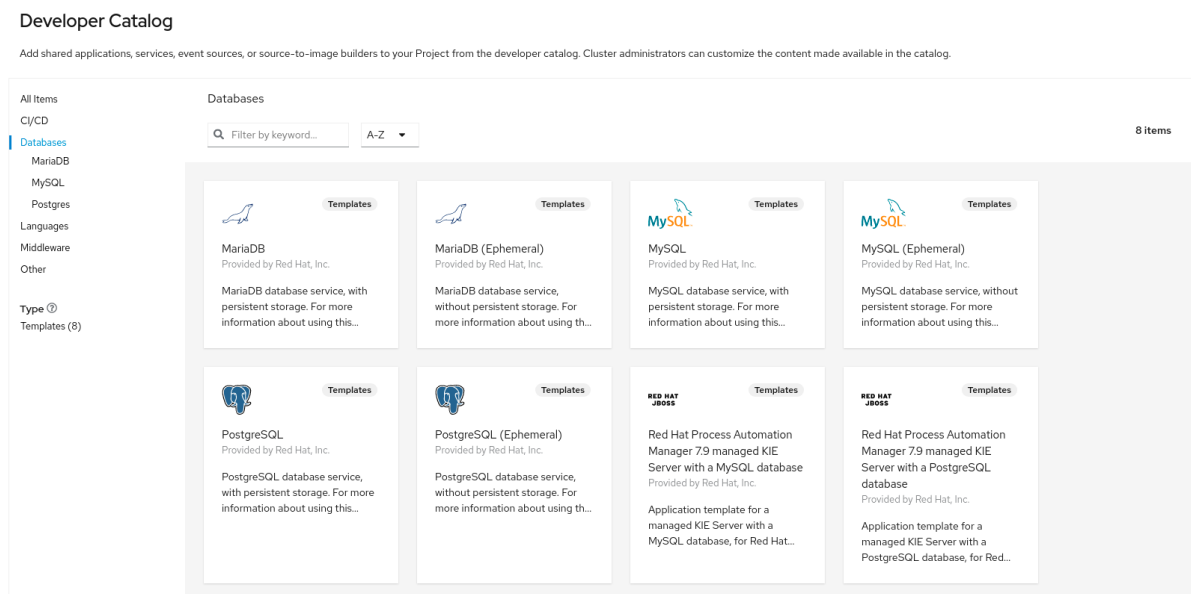 Developer Catalog
Add shared applications, services, event sources, or source-to-image builders to your Project from the developer catalog. Cluster administrators can customize the content made available in the catalog.
All Items
CI/CD
Databases
MariaDB
MySQL
Postgres
Languages
Middleware
Other
Type
Templates (8)
Databases
Filter by keyword...
A-Z
8 items
Templates
MariaDB
Provided by Red Hat, Inc.
MariaDB database service, with
persistent storage. For more
information about using this...
Templates
MariaDB (Ephemeral)
Provided by Red Hat, Inc.
MariaDB database service,
without persistent storage. For
more information about using th...
MySQL
Templates
MySQL
Provided by Red Hat, Inc.
MySQL database service, with
persistent storage. For more
information about using this...
MySQL
Templates
MySQL (Ephemeral)
Provided by Red Hat, Inc.
MySQL database service, without
persistent storage. For more
information about using this...
Templates
PostgreSQL
Provided by Red Hat, Inc.
PostgreSQL database service,
with persistent storage. For more
information about using this...
Templates
PostgreSQL (Ephemeral)
Provided by Red Hat, Inc.
PostgreSQL database service,
without persistent storage. For
more information about using th...
RED HAT
JBOSS
Templates
Red Hat Process Automation
Manager 7.9 managed KIE
Server with a MySQL database
Provided by Red Hat, Inc.
Application template for a
managed KIE Server with a
MySQL database, for Red Hat...
RED HAT
JBOSS
Templates
Red Hat Process Automation
Manager 7.9 managed KIE
Server with a PostgreSQL
database
Provided by Red Hat, Inc.
Application template for a
managed KIE Server with a
PostgreSQL database, for Red...